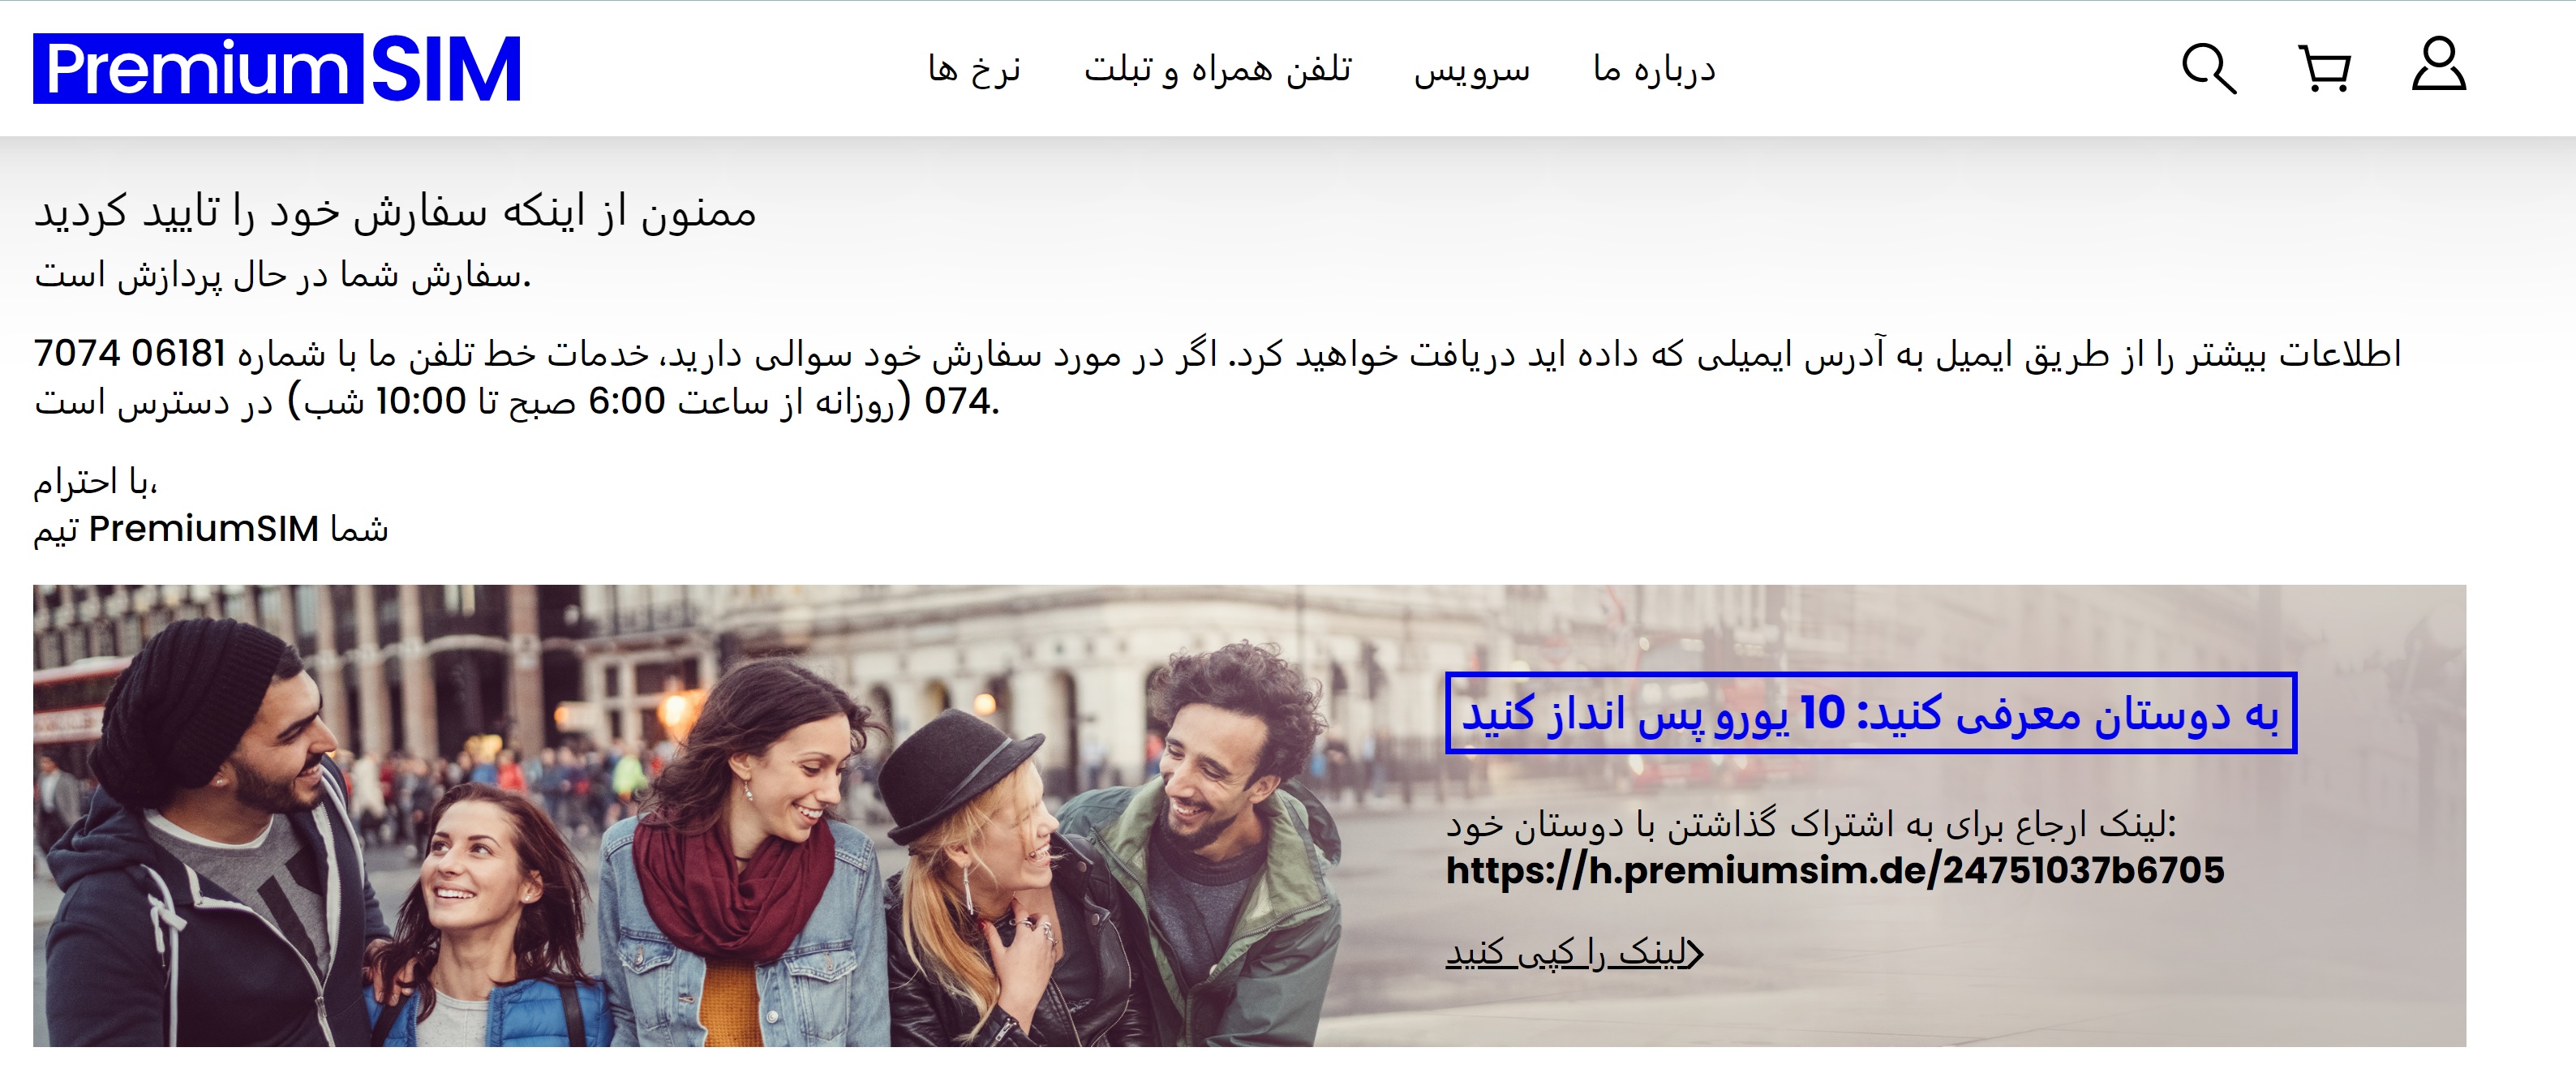 PremiumSIM
نرخ ها
تلفن همراه و تبلت
سرویس
درباره ما
ممنون از اینکه سفارش خود را تایید کردید
سفارش شما در حال پردازش است.
اطلاعات بیشتر را از طریق ایمیل به آدرس ایمیلی که داده اید دریافت خواهید کرد. اگر در مورد سفارش خود سوالی دارید، خدمات خط تلفن ما با شماره 06181 7074
074 (روزانه از ساعت 6:00 صبح تا 10:00 شب) در دسترس است.
با احترام،
تیم PremiumSIM شما
به دوستان معرفی کنید: 10 یورو پس انداز کنید
لینک ارجاع برای به اشتراک گذاشتن با دوستان خود:
https://h.premiumsim.de/24751037b6705
لینک را کپی کنید